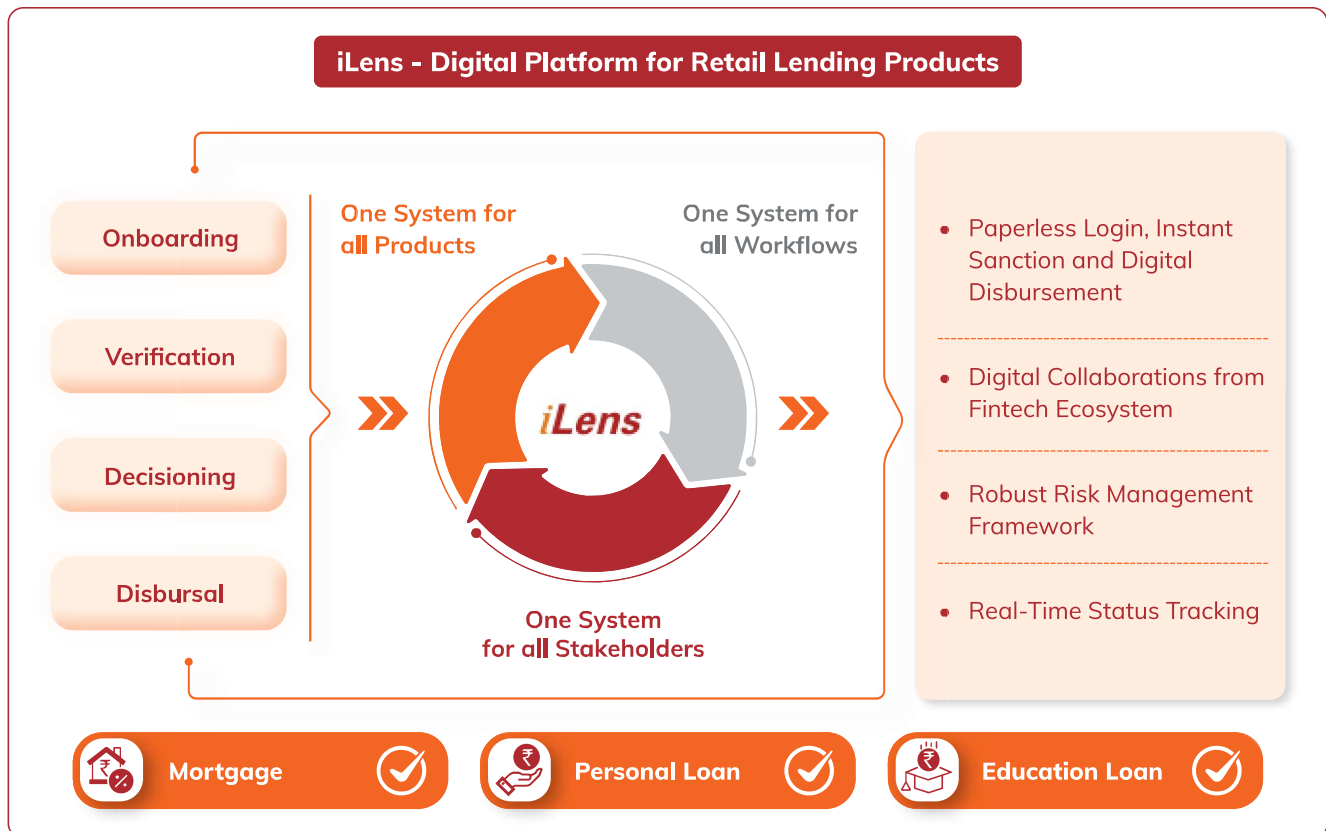 iLens - Digital Platform for Retail Lending Products
Onboarding
Verification
Decisioning
Disbursal
One System for
all Products
One System for
all Workflows
iLens
One System
for all Stakeholders
• Paperless Login, Instant
Sanction and Digital
Disbursement
• Digital Collaborations from
Fintech Ecosystem
• Robust Risk Management
Framework
• Real-Time Status Tracking
₹ % Mortgage
₹ Personal Loan
₹ Education Loan